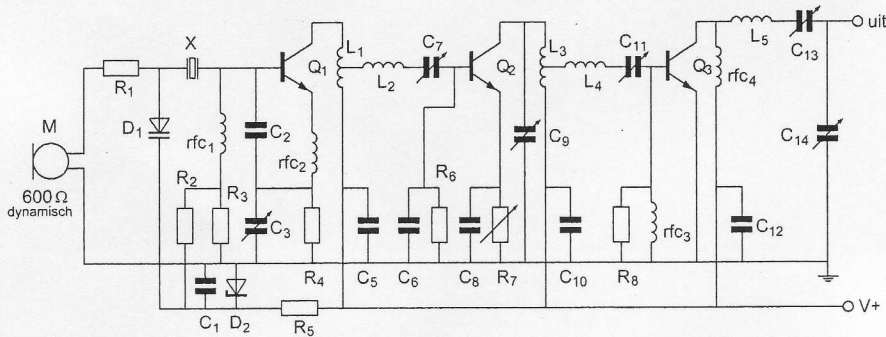 M
600 Ω
dynamisch
R1
D1
X
rfc1
R2
R3
C2
C3
C1
D2
Q1
rfc2
R4
R5
L1
L2
C5
C7
C6
R6
Q2
C8
R7
C9
L3
L4
C10
C11
R8
rfc3
Q3
rfc4
C12
L5
C13
C14
uit
V+